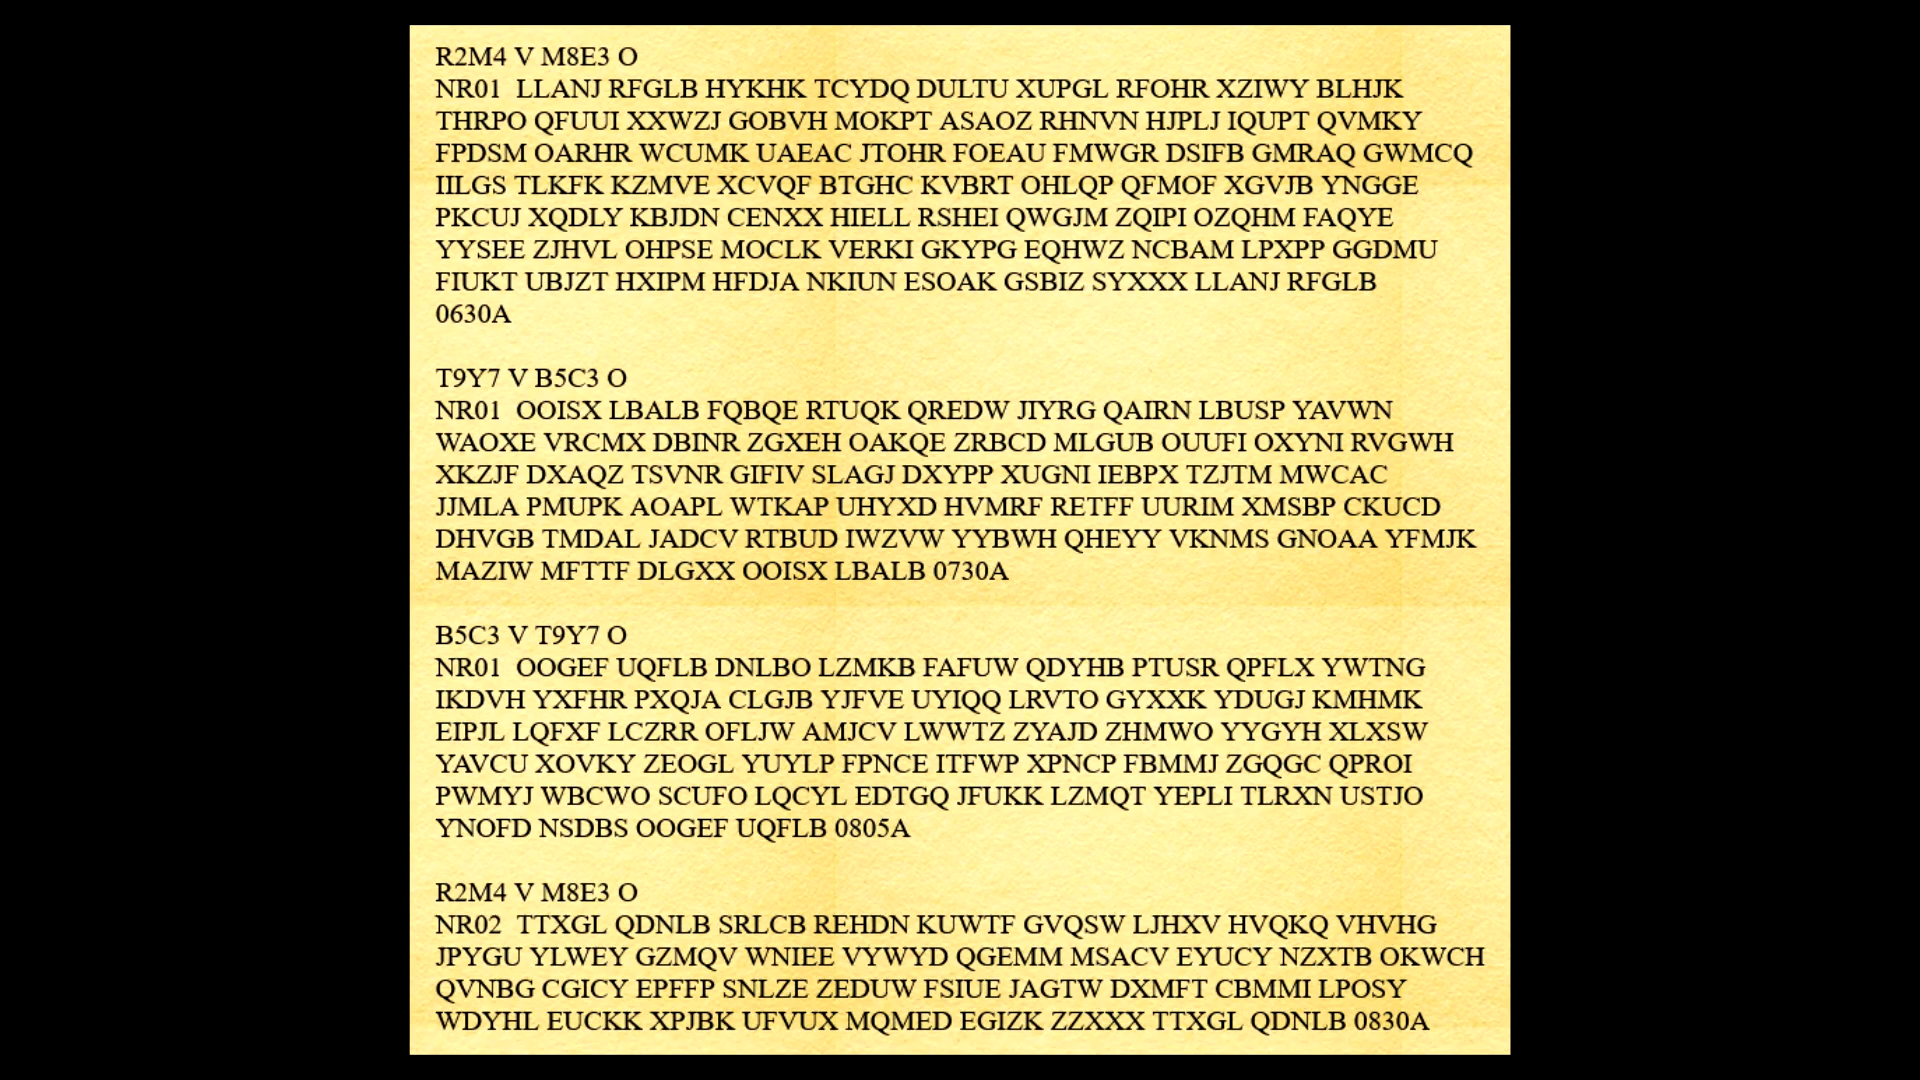 R2M4 V M8E3 O
NR01 LLANJ RFGLB HYKHK TCYDQ DULTU XUPGL RFOHR XZIWY BLHJK
THRPO QFUUI XXWZJ GOBVH MOKPT ASAOZ RHNVN HJPLJ IQUPT QVMKY
FPDSM OARHR WCUMK UAEAC JTOHR FOEAU FMWGR DSIFB GMRAQ GWMCQ
IILGS TLKFK KZMVE XCVQF BTGHC KVBRT OHLQP QFMOF XGVJB YNGGE
PKCUJ XQDLY KBJDN CENXX HIELL RSHEI QWGJM ZQIPI OZQHM FAQYE
YYSEE ZJHVL OHPSE MOCLK VERKI GKYPG EQHWZ NCBAM LPXPP GGDMU
FIUKT UBJZT HXIPM HFDJA NKIUN ESOAK GSBIZ SYXXX LLANJ RFGLB
0630A
T9Y7 V B5C3 O
NR01 OOISX LBALB FQBQE RTUQK QREDW JIYRG QAIRN LBUSP YAVWN
WAOXE VRCMX DBINR ZGXEH OAKQE ZRBCD MLGUB OUUFI OXYNI RVGWH
XKZJF DXAQZ TSVNR GIFIV SLAGJ DXYPP XUGNI IEBPX TZJTM MWCAC
JJMLA PMUPK AOAPL WTKAP UHYXD HVMRF RETFF UURIM XMSBP CKUCD
DHVGB TMDAL JADCV RTBUD IWZVW YYBWH QHEYY VKNMS GNOAA YFMJK
MAZIW MFTTF DLGXX OOISX LBALB 0730A
B5C3 V T9Y7 O
NR01 OOGEF UQFLB DNLBO LZMKB FAFUW QDYHB PTUSR QPFLX YWTNG
IKDVH YXFHR PXQJA CLGJB YJFVE UYIQQ LRVTO GYXXK YDUGJ KMHMK
EIPJL LQFXF LCZRR OFLJW AMJCV LWWTZ ZYAJD ZHMWO YYGYH XLXSW
YAVCU XOVKY ZEOGL YUYLP FPNCE ITFWP XPNCP FBMMJ ZGQGC QPROI
PWMYJ WBCWO SCUFO LQCYL EDTGQ JFUKK LZMQT YEPLI TLRXN USTJO
YNOFD NSDBS OOGEF UQFLB 0805A
R2M4 V M8E3 O
NR02 TTXGL QDNLB SRLCB REHDN KUWTF GVQSW LJHXV HVQKQ VHVHG
JPYGU YLWEY GZMQV WNIEE VYWYD QGEMM MSACV EYUCY NZXTB OKWCH
QVNBG CGICY EPFFP SNLZE ZEDUW FSIUE JAGTW DXMFT CBMMI LPOSY
WDYHL EUCKK XPJBK UFVUX MQMED EGIZK ZZXXX TTXGL QDNLB 0830A